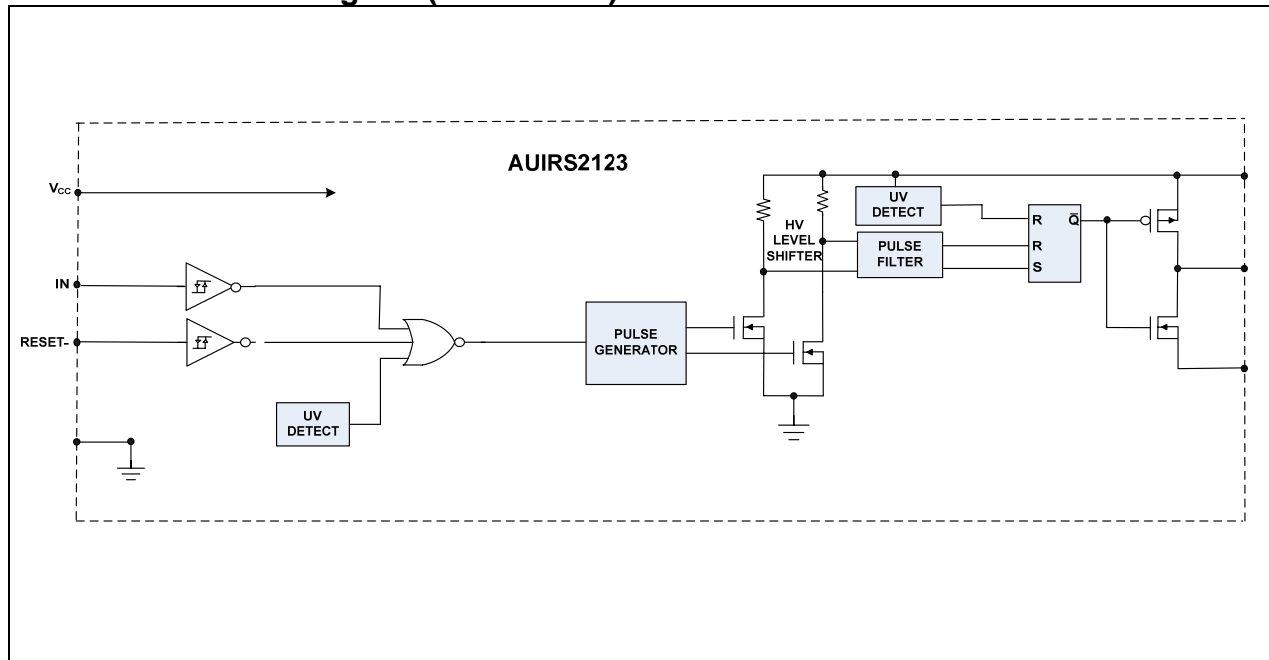 AUIRS2123
VCC
IN
RESET-
UV
DETECT
PULSE
GENERATOR
HV
LEVEL
SHIFTER
UV
DETECT
PULSE
FILTER
R
R
S
Q̅